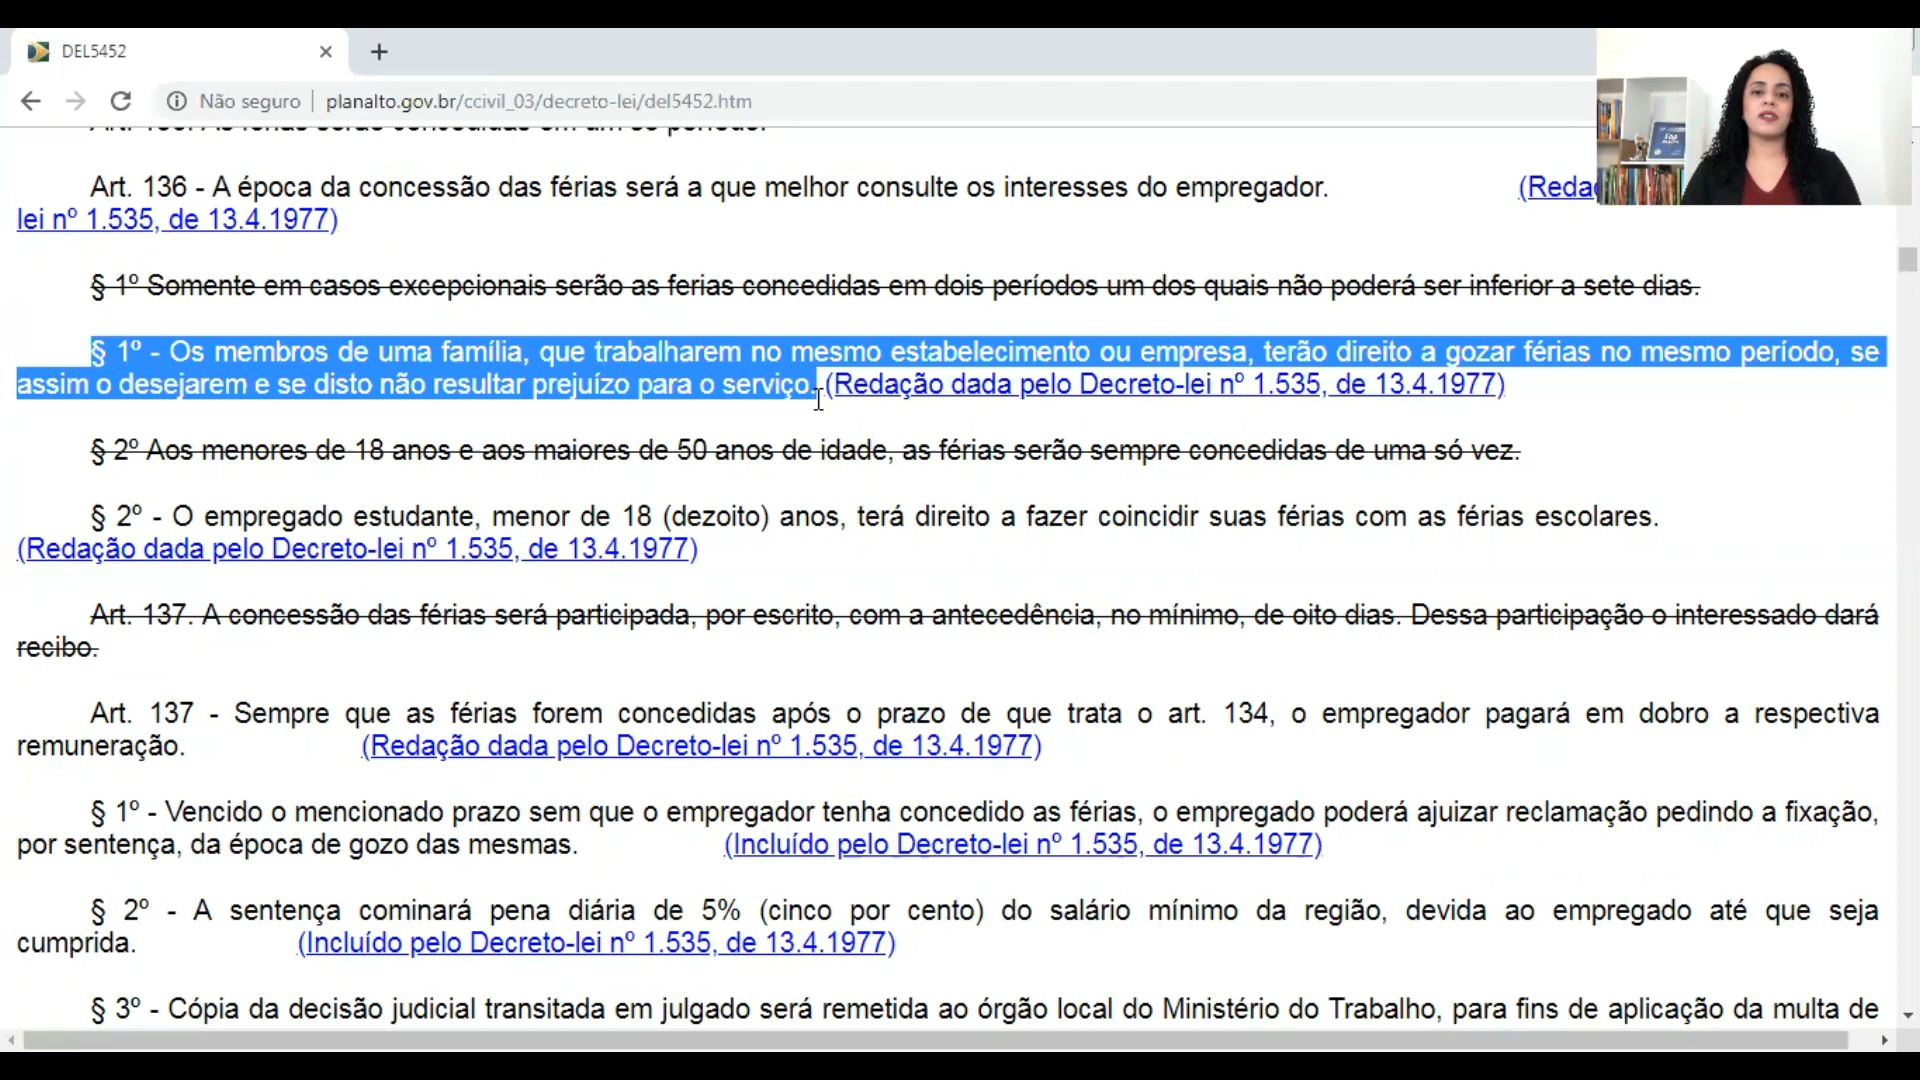 DEL5452
Não seguro
planalto.gov.br/ccivil_03/decreto-lei/del5452.htm
Art. 136 - A época da concessão das férias será a que melhor consulte os interesses do empregador. (Redaç
lei nº 1.535, de 13.4.1977)
§ 1º Somente em casos excepcionais serão as ferias concedidas em dois períodos um dos quais não poderá ser inferior a sete dias.
§ 1º - Os membros de uma família, que trabalharem no mesmo estabelecimento ou empresa, terão direito a gozar férias no mesmo período, se
assim o desejarem e se disto não resultar prejuízo para o serviço. (Redação dada pelo Decreto-lei nº 1.535, de 13.4.1977)
§ 2º Aos menores de 18 anos e aos maiores de 50 anos de idade, as férias serão sempre concedidas de uma só vez.
§ 2º - O empregado estudante, menor de 18 (dezoito) anos, terá direito a fazer coincidir suas férias com as férias escolares.
(Redação dada pelo Decreto-lei nº 1.535, de 13.4.1977)
Art. 137. A concessão das férias será participada, por escrito, com a antecedência, no mínimo, de oito dias. Dessa participação o interessado dará
recibo.
Art. 137 - Sempre que as férias forem concedidas após o prazo de que trata o art. 134, o empregador pagará em dobro a respectiva
remuneração. (Redação dada pelo Decreto-lei nº 1.535, de 13.4.1977)
§ 1º - Vencido o mencionado prazo sem que o empregador tenha concedido as férias, o empregado poderá ajuizar reclamação pedindo a fixação,
por sentença, da época de gozo das mesmas. (Incluído pelo Decreto-lei nº 1.535, de 13.4.1977)
§ 2º - A sentença cominará pena diária de 5% (cinco por cento) do salário mínimo da região, devida ao empregado até que seja
cumprida. (Incluído pelo Decreto-lei nº 1.535, de 13.4.1977)
§ 3º - Cópia da decisão judicial transitada em julgado será remetida ao órgão local do Ministério do Trabalho, para fins de aplicação da multa de